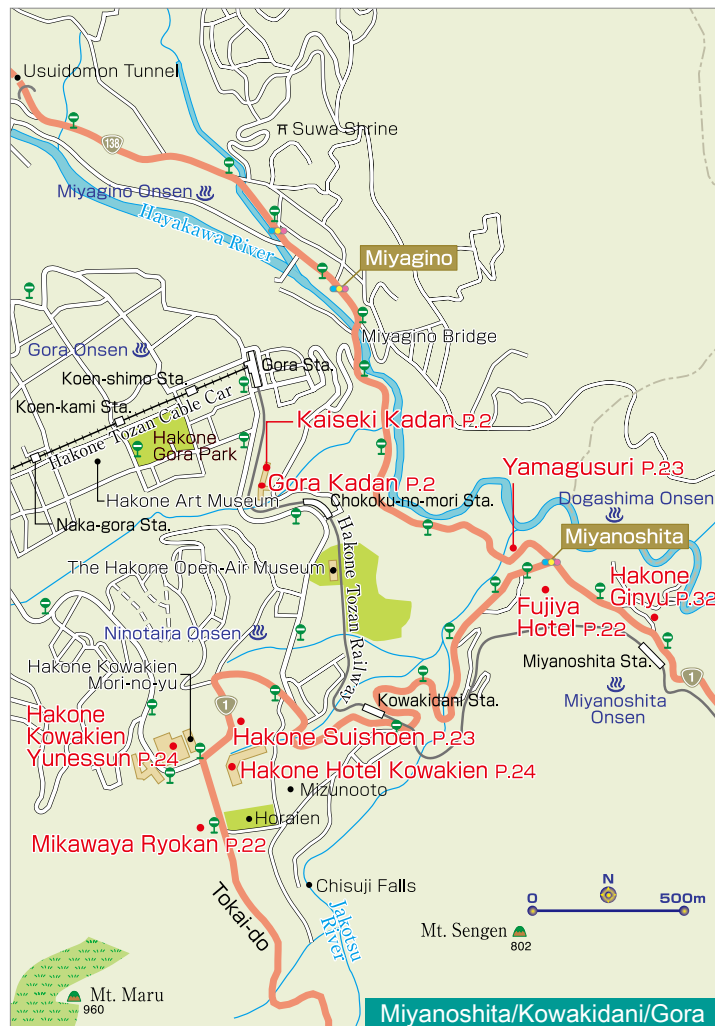 Usuidomon Tunnel
138
Suwa Shrine
Miyagino Onsen
Hayakawa River
Miyagino
Miyagino Bridge
Gora Onsen
Gora Sta.
Koen-shimo Sta.
Koen-kami Sta.
Hakone Tozan Cable Car
Kaiseki Kadan P.2
Hakone
Gora Park
Gora Kadan P.2
Yamagusuri P.23
Hakone Art Museum
Chokoku-no-mori Sta.
Dogashima Onsen
Naka-gora Sta.
Miyanoshita
The Hakone Open-Air Museum
Hakone Tozan Railway
Hakone
Ginyu P.32
Fujiya
Hotel P.22
Ninotaira Onsen
Miyanoshita Sta.
Hakone Kowakien
Mori-no-yu
1
1
Kowakidani Sta.
Miyanoshita
Onsen
Hakone
Kowakien
Yunessun P.24
Hakone Suishoen P.23
Hakone Hotel Kowakien P.24
Mizunooto
Horaien
Mikawaya Ryokan P.22
N
0
500m
Chisuji Falls
Tokai-do
Jakotsu
River
Mt. Sengen
802
Mt. Maru
960
Miyanoshita/Kowakidani/Gora